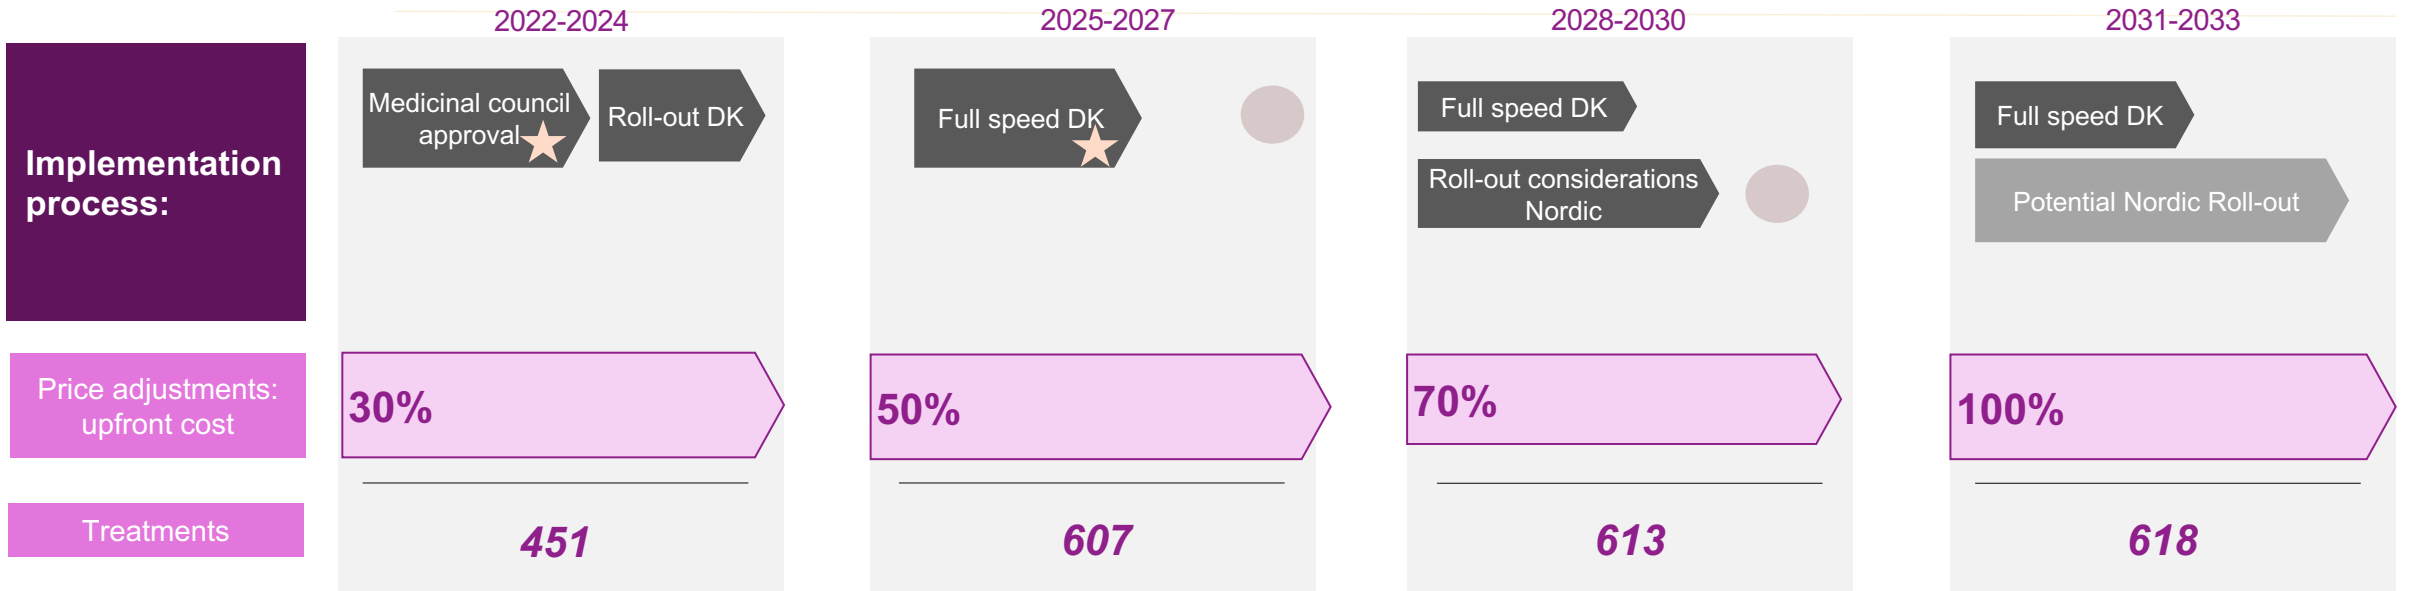 2022-2024
2025-2027
2028-2030
2031-2033
Implementation
process:
Medicinal council
approval
Roll-out DK
Full speed DK
Full speed DK
Roll-out considerations
Nordic
Full speed DK
Potential Nordic Roll-out
Price adjustments:
upfront cost
30%
50%
70%
100%
Treatments
451
607
613
618